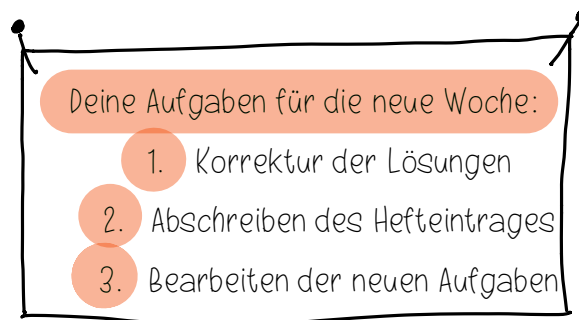 Deine Aufgaben für die neue Woche:
1. Korrektur der Lösungen
2. Abschreiben des Hefteintrages
3. Bearbeiten der neuen Aufgaben